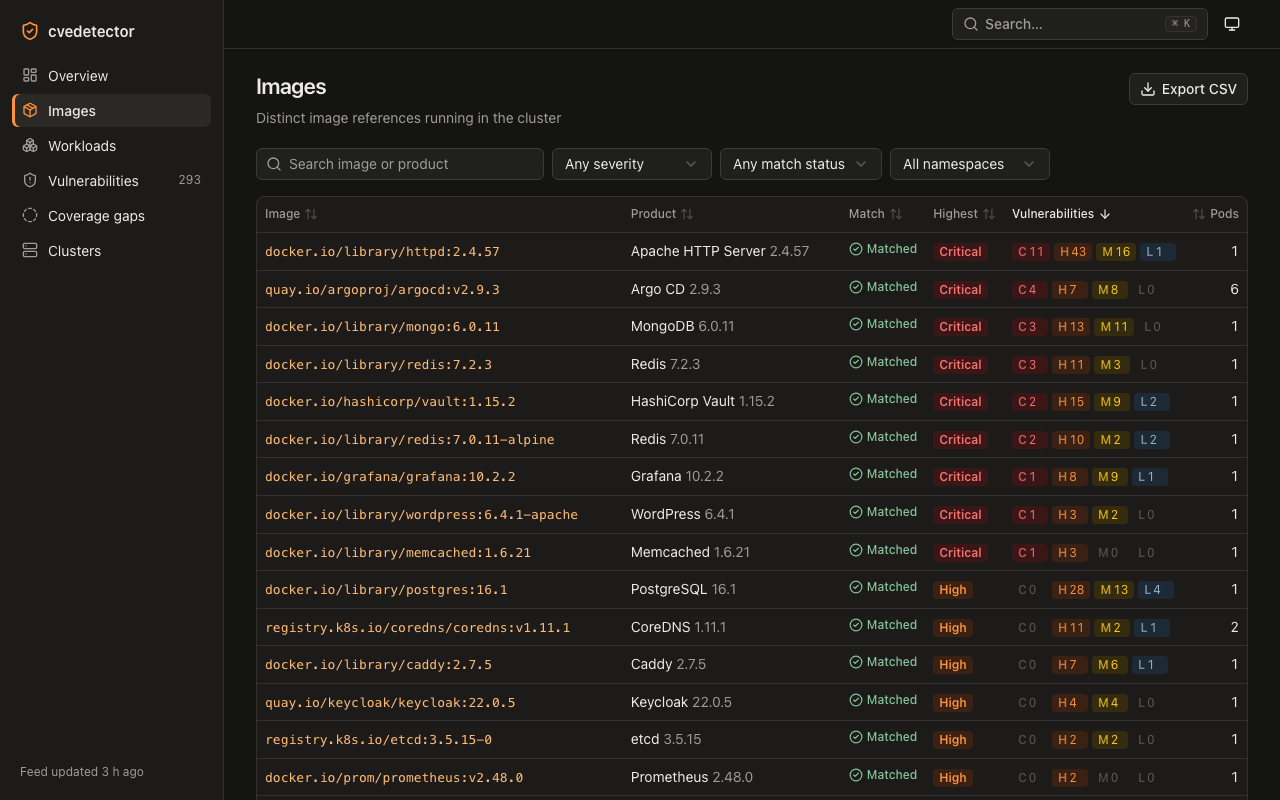 cvedetector
Search... ⌘ K
Overview
Images
Workloads
Vulnerabilities 293
Coverage gaps
Clusters
Feed updated 3 h ago
Images
Export CSV
Distinct image references running in the cluster
Search image or product Any severity Any match status All namespaces
Image Product Match Highest Vulnerabilities Pods
docker.io/library/httpd:2.4.57 Apache HTTP Server 2.4.57 Matched Critical C 11 H 43 M 16 L 1 1
quay.io/argoproj/argocd:v2.9.3 Argo CD 2.9.3 Matched Critical C 4 H 7 M 8 L 0 6
docker.io/library/mongo:6.0.11 MongoDB 6.0.11 Matched Critical C 3 H 13 M 11 L 0 1
docker.io/library/redis:7.2.3 Redis 7.2.3 Matched Critical C 3 H 11 M 3 L 0 1
docker.io/hashicorp/vault:1.15.2 HashiCorp Vault 1.15.2 Matched Critical C 2 H 15 M 9 L 2 1
docker.io/library/redis:7.0.11-alpine Redis 7.0.11 Matched Critical C 2 H 10 M 2 L 2 1
docker.io/grafana/grafana:10.2.2 Grafana 10.2.2 Matched Critical C 1 H 8 M 9 L 1 1
docker.io/library/wordpress:6.4.1-apache WordPress 6.4.1 Matched Critical C 1 H 3 M 2 L 0 1
docker.io/library/memcached:1.6.21 Memcached 1.6.21 Matched Critical C 1 H 3 M 0 L 0 1
docker.io/library/postgres:16.1 PostgreSQL 16.1 Matched High C 0 H 28 M 13 L 4 1
registry.k8s.io/coredns/coredns:v1.11.1 CoreDNS 1.11.1 Matched High C 0 H 11 M 2 L 1 2
docker.io/library/caddy:2.7.5 Caddy 2.7.5 Matched High C 0 H 7 M 6 L 1 1
quay.io/keycloak/keycloak:22.0.5 Keycloak 22.0.5 Matched High C 0 H 4 M 4 L 0 1
registry.k8s.io/etcd:3.5.15-0 etcd 3.5.15 Matched High C 0 H 2 M 2 L 0 1
docker.io/prom/prometheus:v2.48.0 Prometheus 2.48.0 Matched High C 0 H 2 M 0 L 0 1